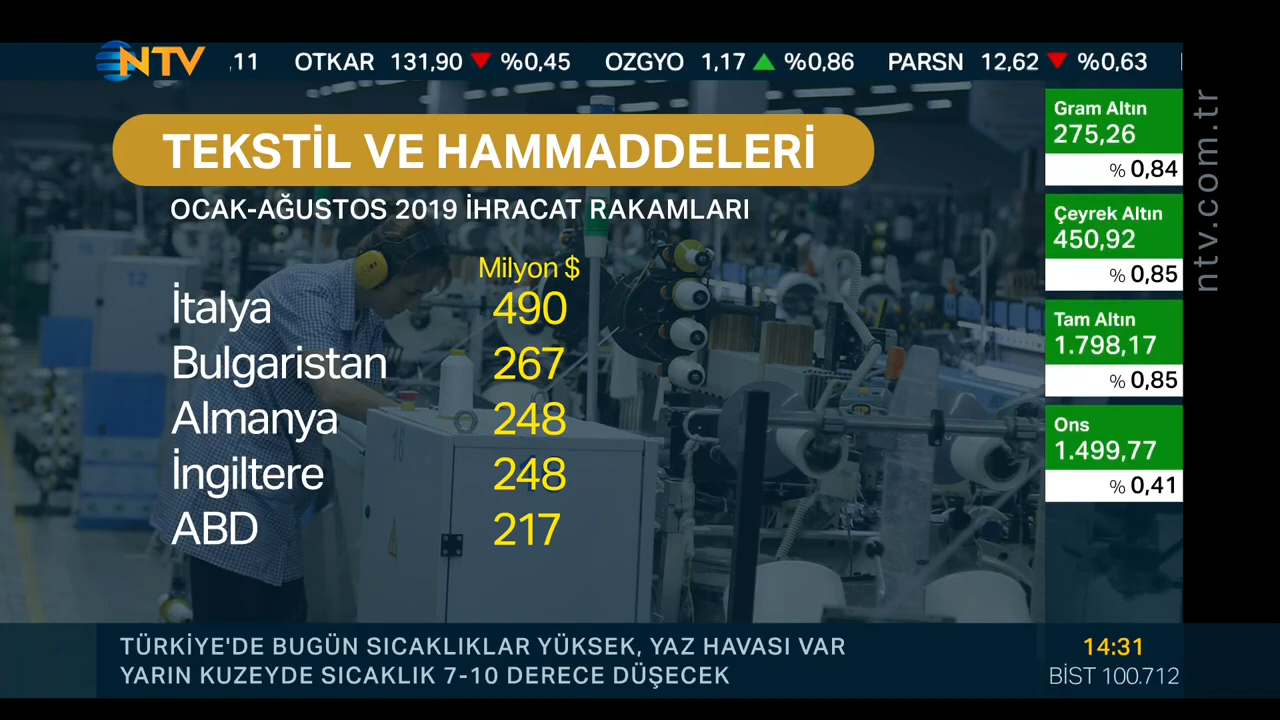 NTV ,11 OTKAR 131,90 %0,45 OZGYO 1,17 %0,86 PARSN 12,62 %0,63
TEKSTİL VE HAMMADDELERİ
OCAK-AĞUSTOS 2019 İHRACAT RAKAMLARI
Milyon $
İtalya 490
Bulgaristan 267
Almanya 248
İngiltere 248
ABD 217
Gram Altın
275,26
% 0,84
Çeyrek Altın
450,92
% 0,85
Tam Altın
1.798,17
% 0,85
Ons
1.499,77
% 0,41
ntv.com.tr
TÜRKİYE'DE BUGÜN SICAKLIKLAR YÜKSEK, YAZ HAVASI VAR
YARIN KUZEYDE SICAKLIK 7-10 DERECE DÜŞECEK
14:31
BİST 100.712